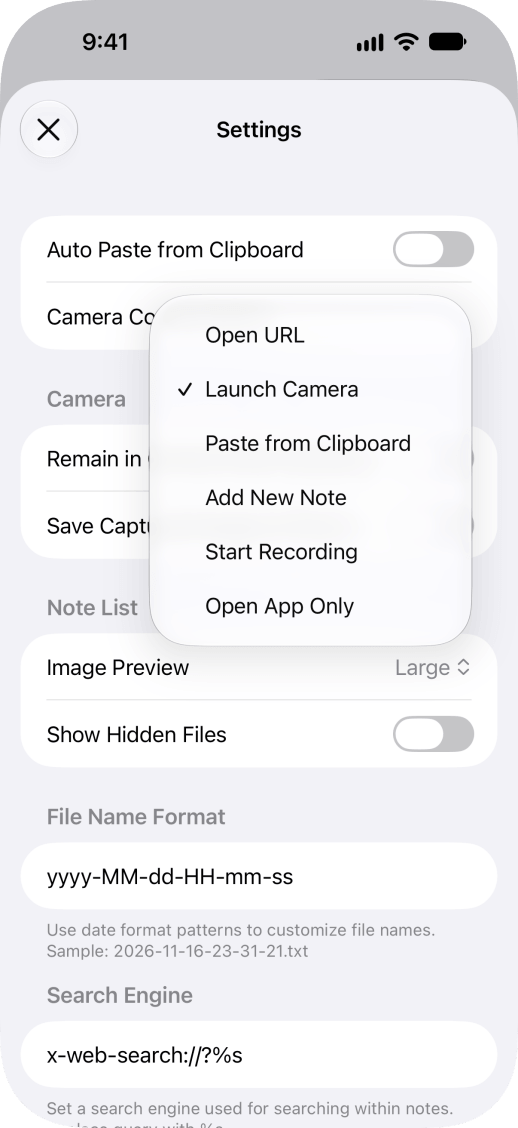 9:41
Settings
Auto Paste from Clipboard
Camera
Open URL
Launch Camera
Paste from Clipboard
Add New Note
Start Recording
Open App Only
Camera
Remain in
Save
Note List
Image Preview Large
Show Hidden Files
File Name Format
yyyy-MM-dd-HH-mm-ss
Use date format patterns to customize file names.
Sample: 2026-11-16-23-31-21.txt
Search Engine
x-web-search://?%s
Set a search engine used for searching within notes.
query with %s